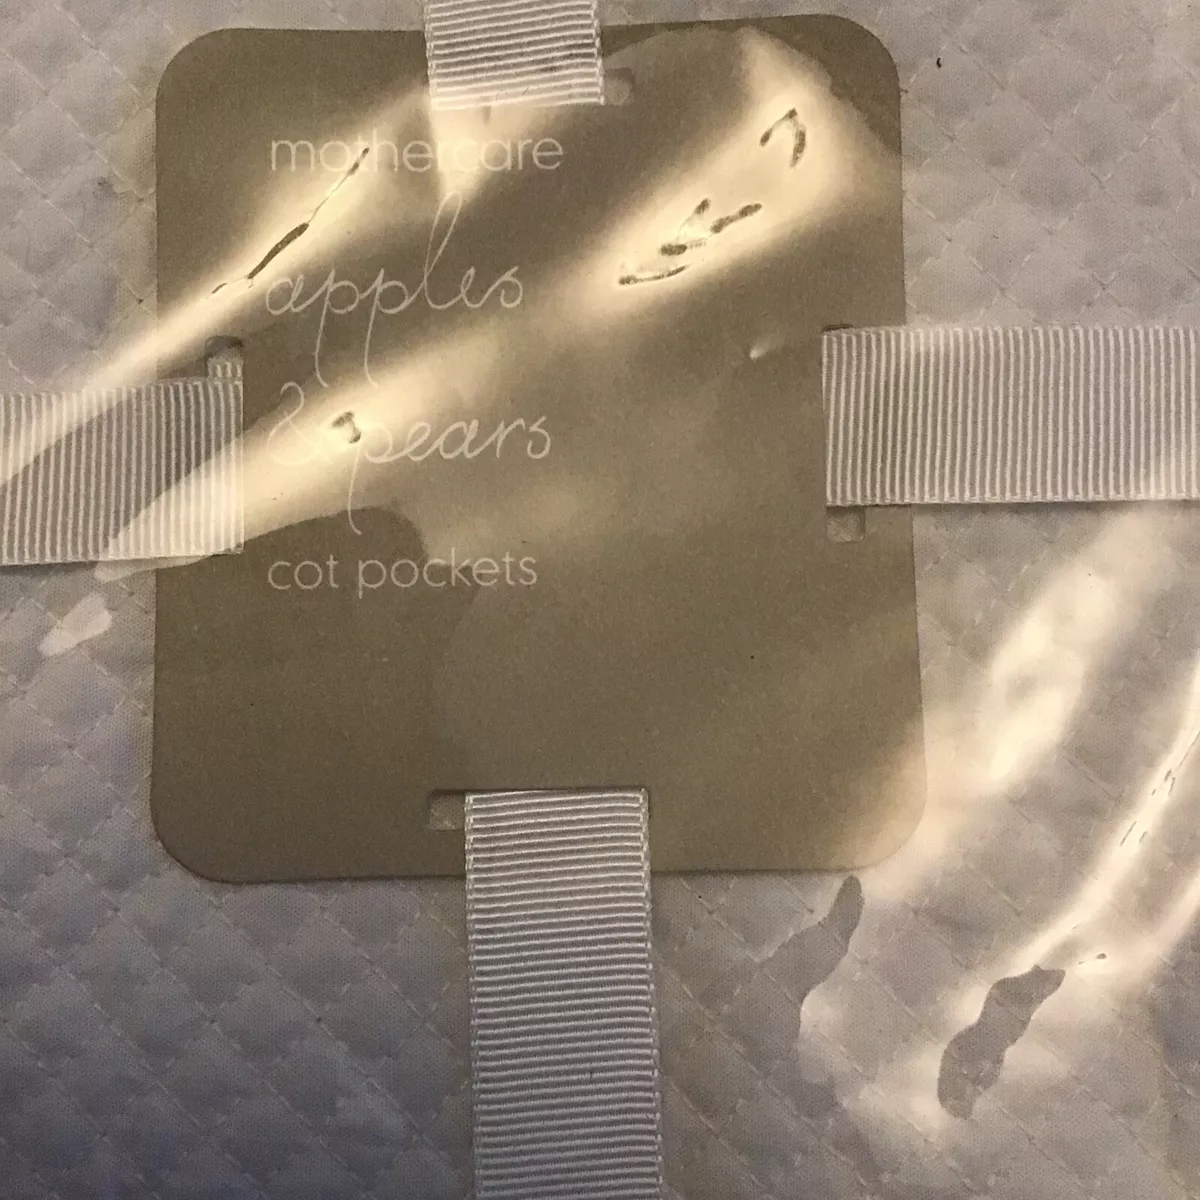 mothercare
apples
& pears
cot pockets